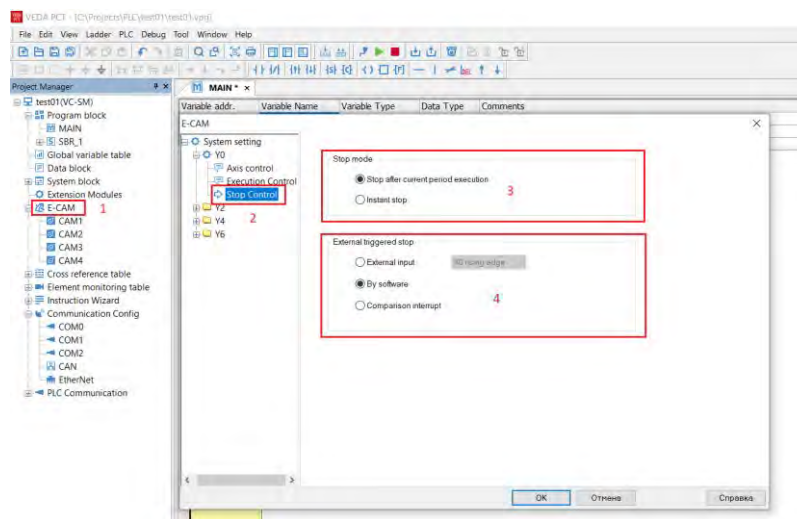 VEDA PCT - [C:\Projects\PLC\test01\test01.vprj]
File Edit View Ladder PLC Debug Tool Window Help
Project Manager
MAIN *
test01(VC-SM)
Program block
MAIN
SBR_1
Global variable table
Data block
System block
Extension Modules
E-CAM
1
CAM1
CAM2
CAM3
CAM4
Cross reference table
Element monitoring table
Instruction Wizard
Communication Config
COM0
COM1
COM2
CAN
EtherNet
PLC Communication
Variable addr. Variable Name Variable Type Data Type Comments
E-CAM
System setting
Y0
Axis control
Execution Control
Stop Control
2
Y2
Y4
Y6
Stop mode
Stop after current period execution
3
Instant stop
External triggered stop
External input
X0 rising edge
By software
Comparison interrupt
4
OK Отмена Справка